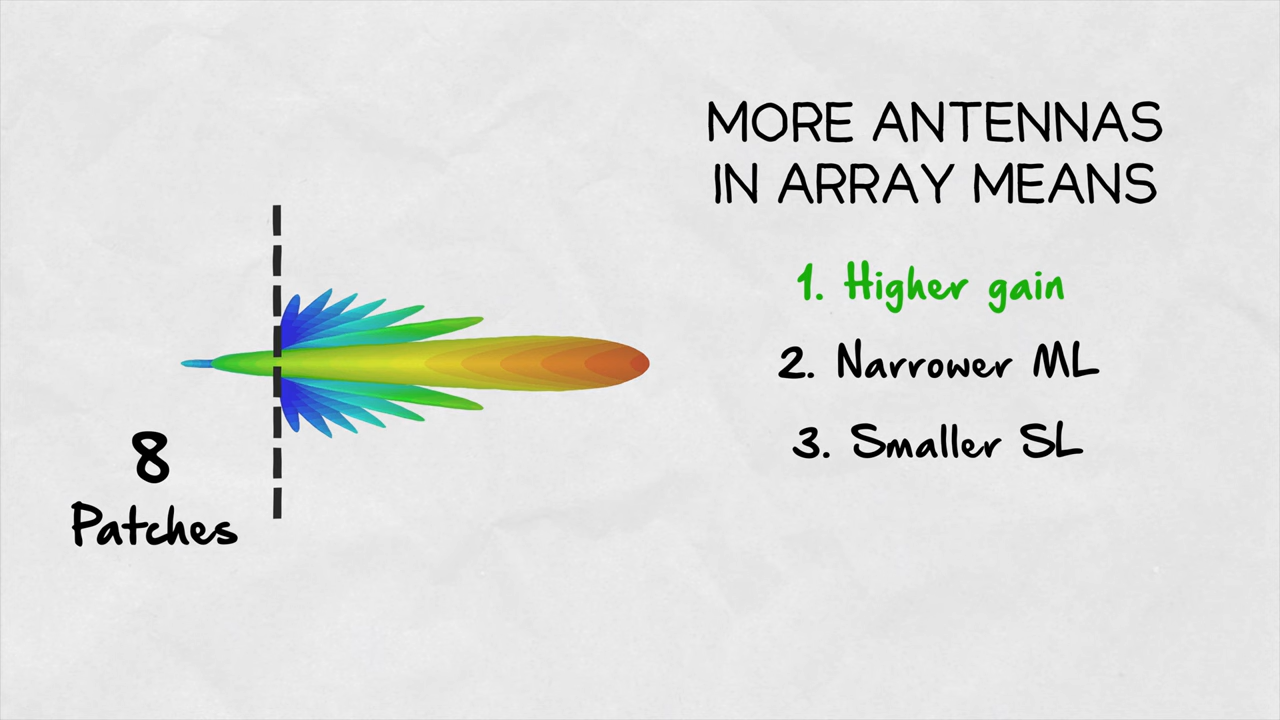 MORE ANTENNAS
IN ARRAY MEANS
1. Higher gain
2. Narrower ML
3. Smaller SL
8
Patches